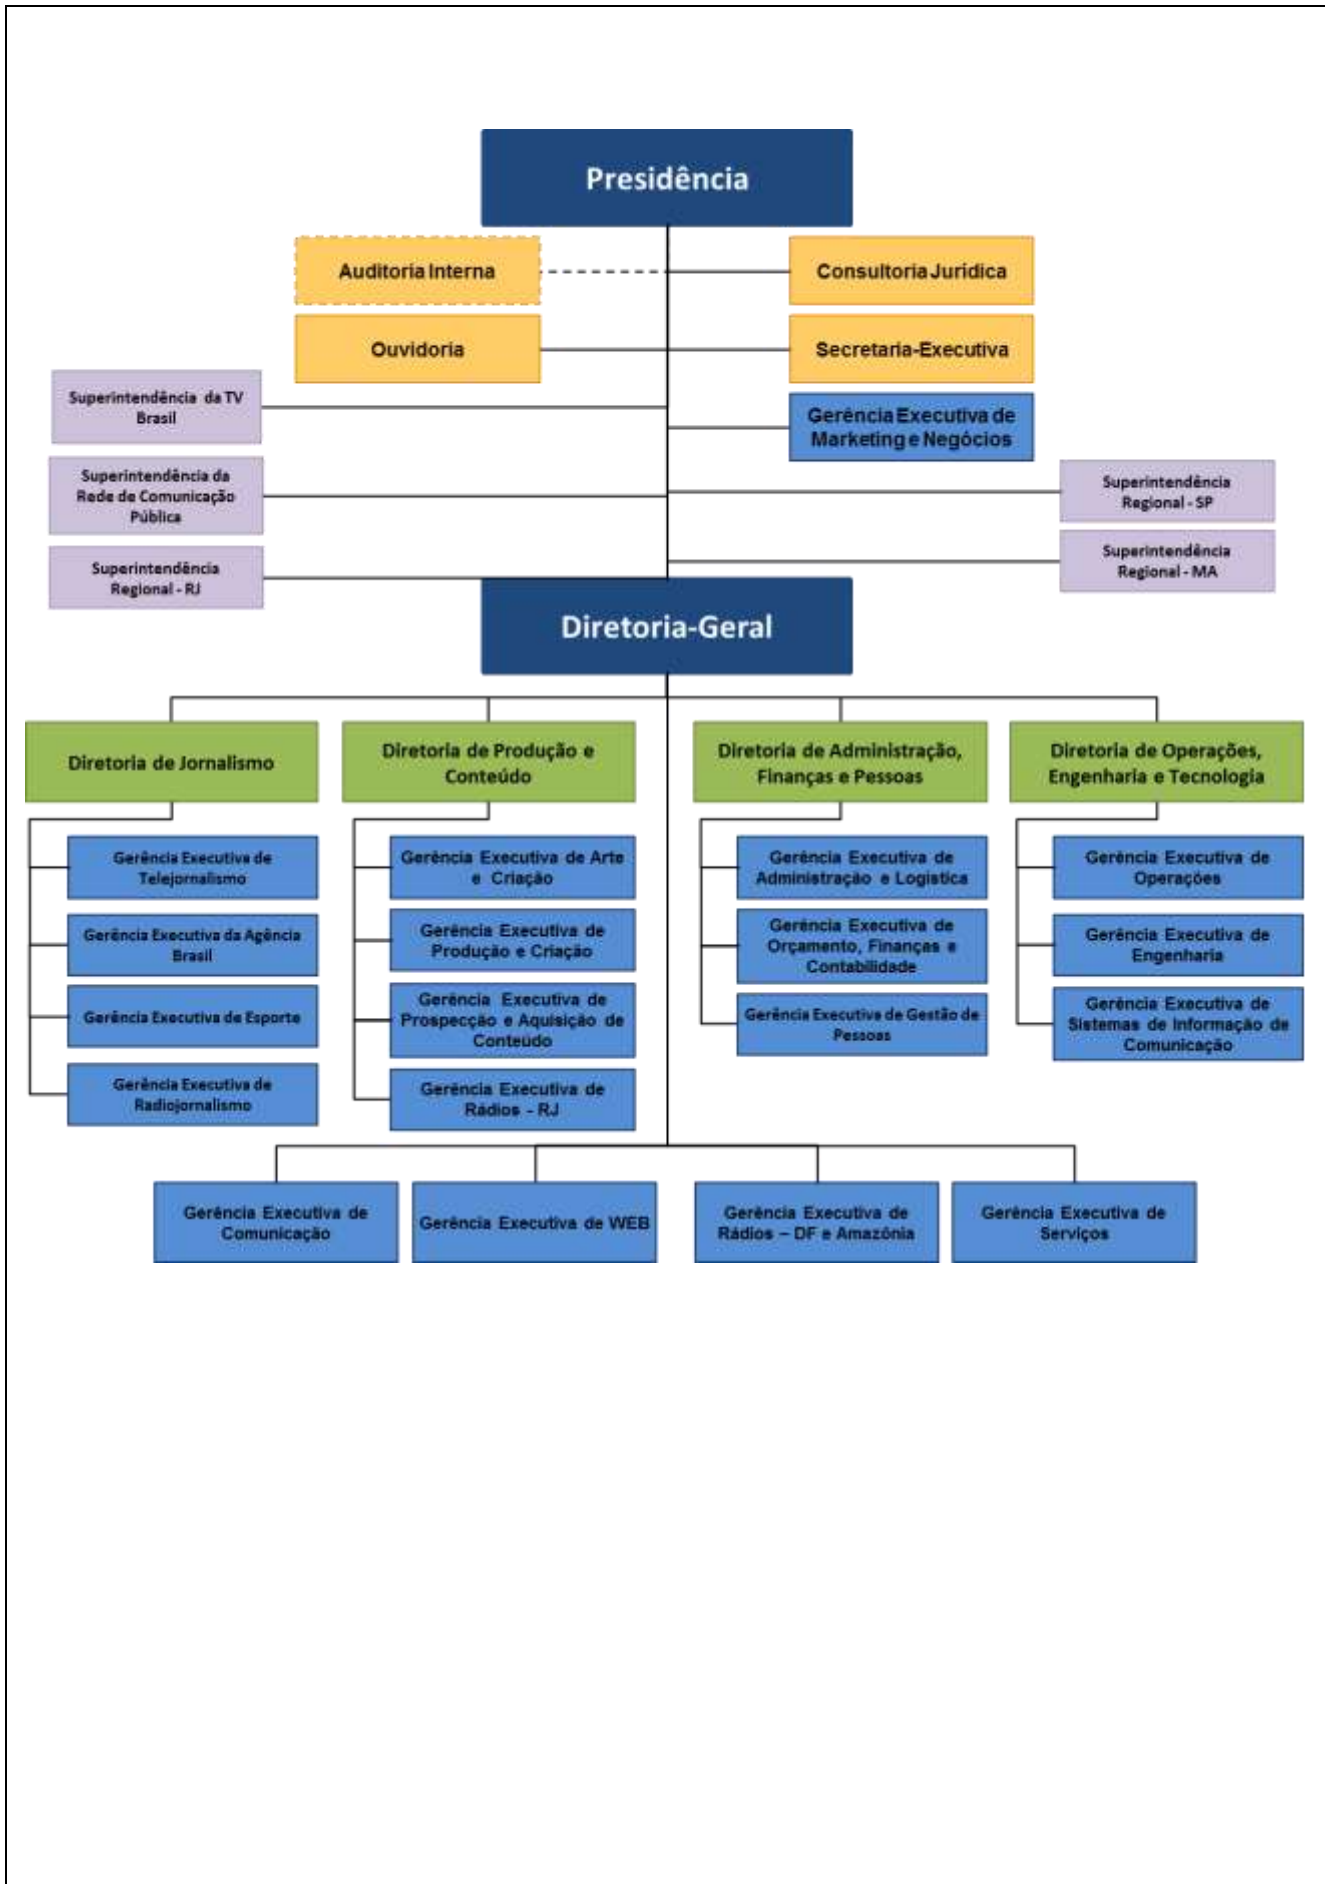 Presidência
Auditoria Interna
Consultoria Jurídica
Ouvidoria
Secretaria-Executiva
Superintendência da TV
Brasil
Gerência Executiva de
Marketing e Negócios
Superintendência da
Rede de Comunicação
Pública
Superintendência
Regional - SP
Superintendência
Regional - RJ
Superintendência
Regional - MA
Diretoria-Geral
Diretoria de Jornalismo
Diretoria de Produção e
Conteúdo
Diretoria de Administração,
Finanças e Pessoas
Diretoria de Operações,
Engenharia e Tecnologia
Gerência Executiva de
Telejornalismo
Gerência Executiva da Agência
Brasil
Gerência Executiva de Esporte
Gerência Executiva de
Radiojornalismo
Gerência Executiva de Arte
e Criação
Gerência Executiva de
Produção e Criação
Gerência Executiva de
Prospecção e Aquisição de
Conteúdo
Gerência Executiva de
Rádios - RJ
Gerência Executiva de
Administração e Logística
Gerência Executiva de
Orçamento, Finanças e
Contabilidade
Gerência Executiva de Gestão de
Pessoas
Gerência Executiva de
Operações
Gerência Executiva de
Engenharia
Gerência Executiva de
Sistemas de Informação de
Comunicação
Gerência Executiva de
Comunicação
Gerência Executiva de WEB
Gerência Executiva de
Rádios – DF e Amazônia
Gerência Executiva de
Serviços